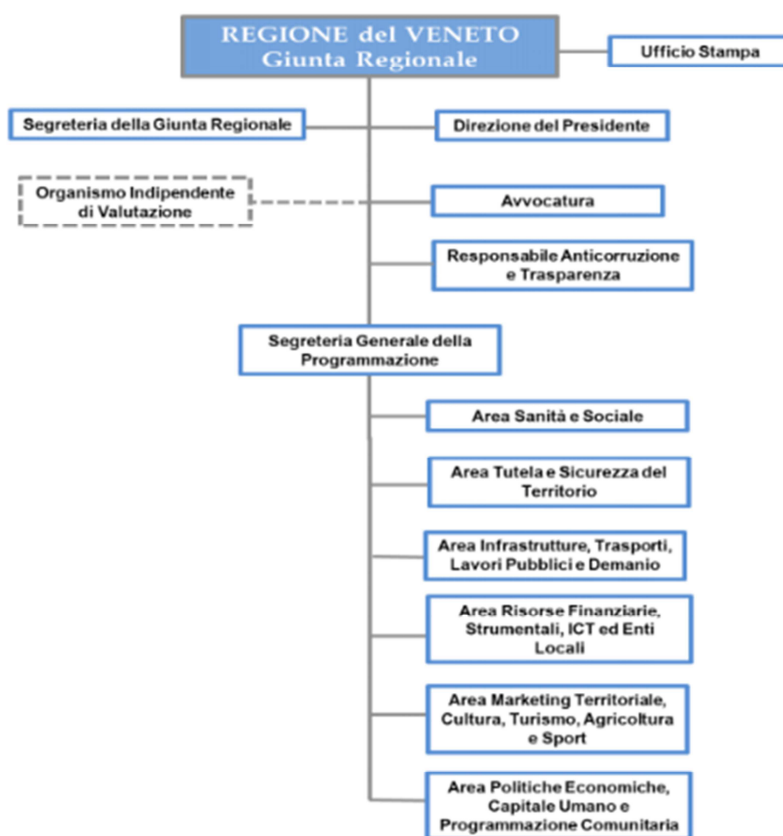 REGIONE del VENETO
Giunta Regionale
Ufficio Stampa
Segreteria della Giunta Regionale
Direzione del Presidente
Organismo Indipendente
di Valutazione
Avvocatura
Responsabile Anticorruzione
e Trasparenza
Segreteria Generale della
Programmazione
Area Sanità e Sociale
Area Tutela e Sicurezza del
Territorio
Area Infrastrutture, Trasporti,
Lavori Pubblici e Demanio
Area Risorse Finanziarie,
Strumentali, ICT ed Enti
Locali
Area Marketing Territoriale,
Cultura, Turismo, Agricoltura
e Sport
Area Politiche Economiche,
Capitale Umano e
Programmazione Comunitaria